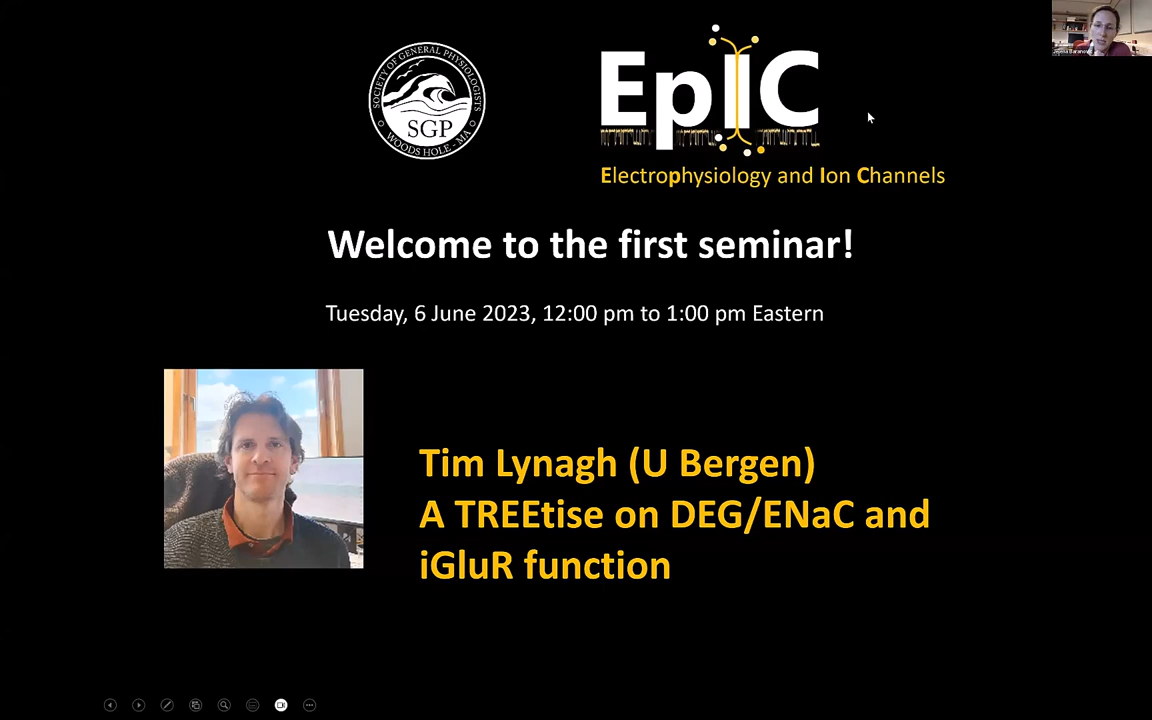 SOCIETY OF GENERAL PHYSIOLOGISTS
SGP
WOODS HOLE - MA
EpIC
Electrophysiology and Ion Channels
Welcome to the first seminar!
Tuesday, 6 June 2023, 12:00 pm to 1:00 pm Eastern
Tim Lynagh (U Bergen)
A TREEtise on DEG/ENaC and
iGluR function